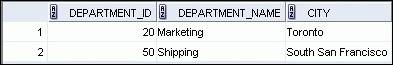 DEPARTMENT_ID DEPARTMENT_NAME CITY
1 20 Marketing Toronto
2 50 Shipping South San Francisco